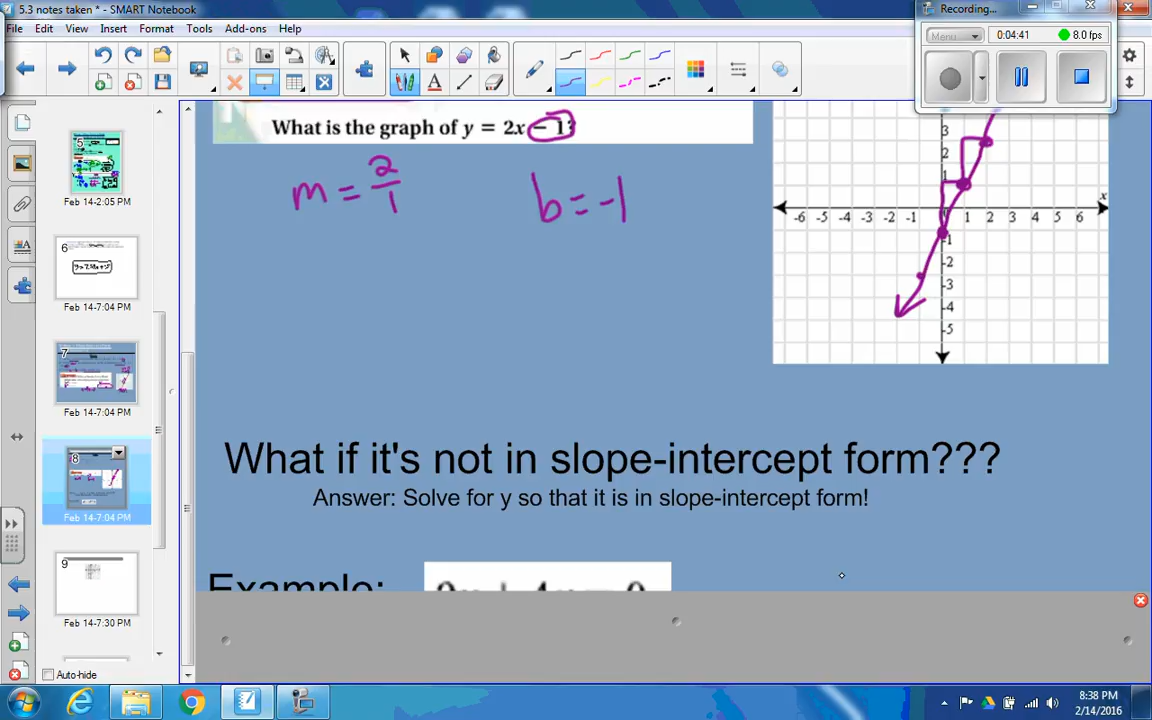 5.3 notes taken * - SMART Notebook
Recording...
File Edit View Insert Format Tools Add-ons Help
Menu 0:04:41 8.0 fps
What is the graph of y = 2x − 1?
m = 2/1
b = -1
3
2
1
x
-6 -5 -4 -3 -2 -1 1 2 3 4 5 6
-1
-2
-3
-4
-5
5
Feb 14-2:05 PM
6
Feb 14-7:04 PM
7
Feb 14-7:04 PM
8
Feb 14-7:04 PM
9
Feb 14-7:30 PM
What if it's not in slope-intercept form???
Answer: Solve for y so that it is in slope-intercept form!
Example:
Auto-hide
8:38 PM
2/14/2016